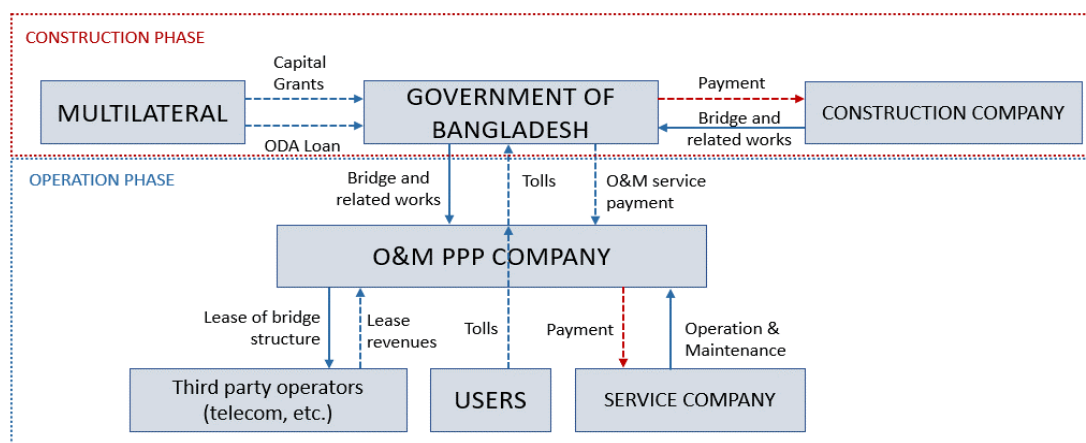 CONSTRUCTION PHASE
MULTILATERAL
Capital
Grants
ODA Loan
GOVERNMENT OF
BANGLADESH
Payment
Bridge and
related works
CONSTRUCTION COMPANY
OPERATION PHASE
Bridge and
related works
Tolls
O&M service
payment
O&M PPP COMPANY
Lease of bridge
structure
Lease
revenues
Tolls
Payment
Operation &
Maintenance
Third party operators
(telecom, etc.)
USERS
SERVICE COMPANY